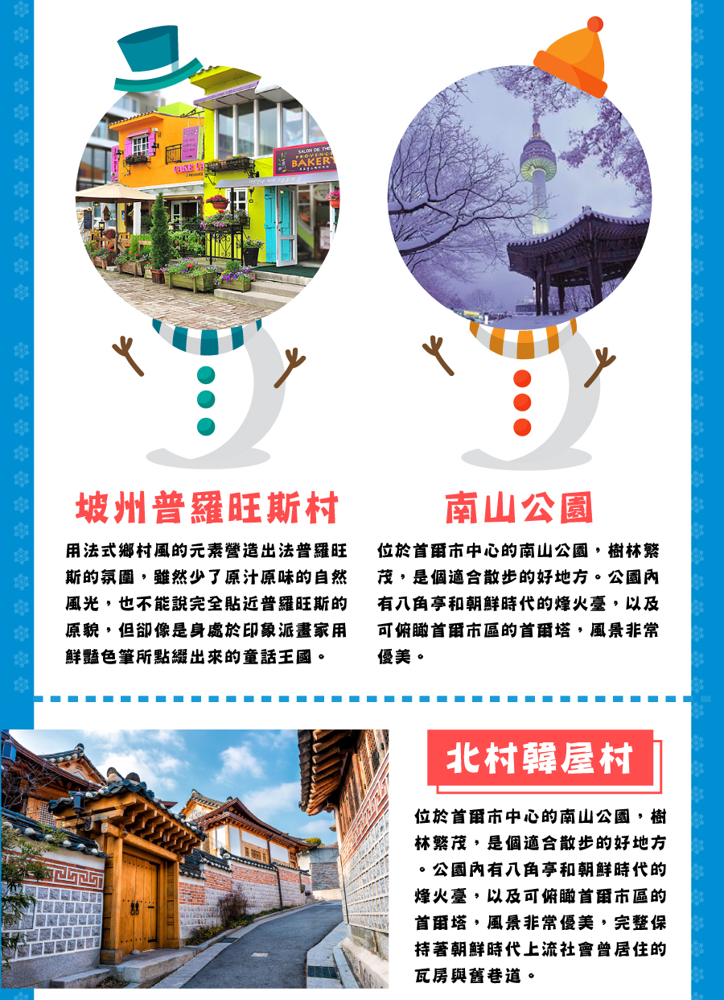 CAKE
SALON DE THE
PROVENCE
BAKERY
坡州普羅旺斯村
用法式鄉村風的元素營造出法普羅旺
斯的氛圍，雖然少了原汁原味的自然
風光，也不能說完全貼近普羅旺斯的
原貌，但卻像是身處於印象派畫家用
鮮豔色筆所點綴出來的童話王國。
南山公園
位於首爾市中心的南山公園，樹林繁
茂，是個適合散步的好地方。公園內
有八角亭和朝鮮時代的烽火臺，以及
可俯瞰首爾市區的首爾塔，風景非常
優美。
北村韓屋村
位於首爾市中心的南山公園，樹
林繁茂，是個適合散步的好地方
。公園內有八角亭和朝鮮時代的
烽火臺，以及可俯瞰首爾市區的
首爾塔，風景非常優美，完整保
持著朝鮮時代上流社會曾居住的
瓦房與舊巷道。